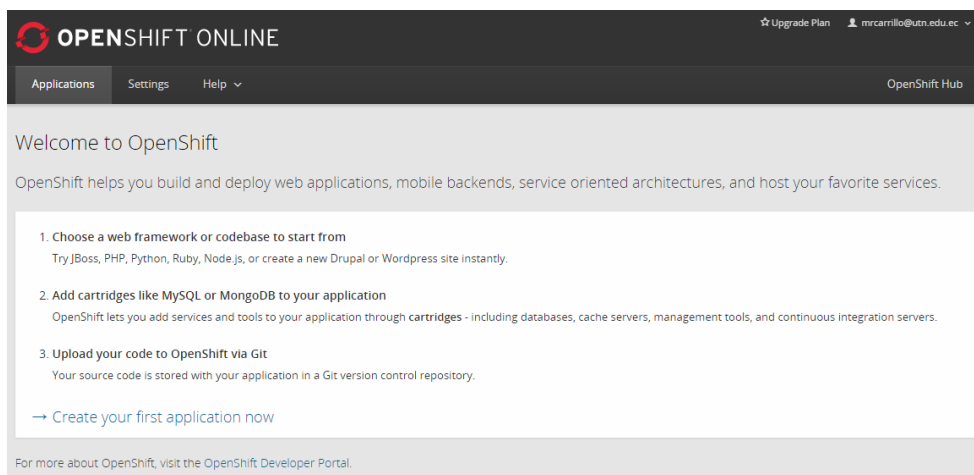 OPENSHIFT ONLINE
Upgrade Plan mrcarrillo@utn.edu.ec
Applications Settings Help OpenShift Hub
Welcome to OpenShift
OpenShift helps you build and deploy web applications, mobile backends, service oriented architectures, and host your favorite services.
1. Choose a web framework or codebase to start from
Try JBoss, PHP, Python, Ruby, Node.js, or create a new Drupal or Wordpress site instantly.
2. Add cartridges like MySQL or MongoDB to your application
OpenShift lets you add services and tools to your application through cartridges - including databases, cache servers, management tools, and continuous integration servers.
3. Upload your code to OpenShift via Git
Your source code is stored with your application in a Git version control repository.
→ Create your first application now
For more about OpenShift, visit the OpenShift Developer Portal.